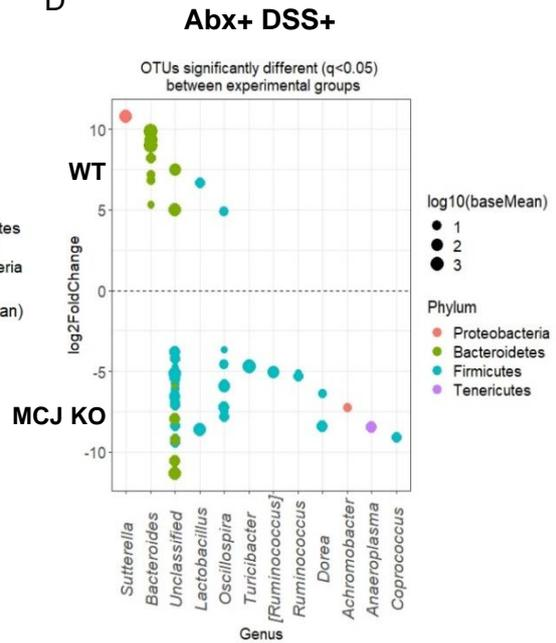 D
Abx+ DSS+
OTUs significantly different (q<0.05)
between experimental groups
WT
MCJ KO
log2FoldChange
10
5
0
-5
-10
Sutterella
Bacteroides
Unclassified
Lactobacillus
Oscillospira
Turicibacter
[Ruminococcus]
Ruminococcus
Dorea
Achromobacter
Anaeroplasma
Coprococcus
Genus
log10(baseMean)
1
2
3
Phylum
Proteobacteria
Bacteroidetes
Firmicutes
Tenericutes
tes
eria
an)